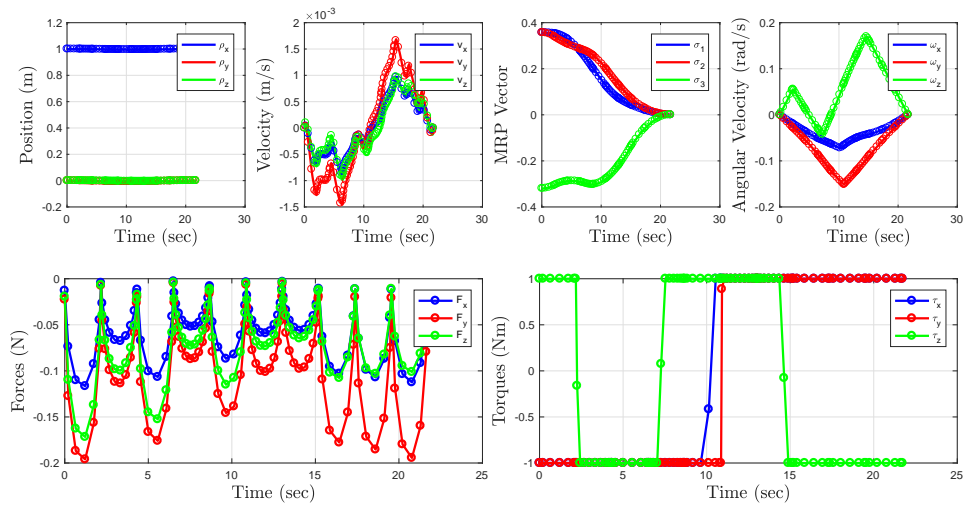 1.2
1
0.8
0.6
0.4
0.2
0
-0.2
0 10 20 30
Position (m)
Time (sec)
ρx
ρy
ρz
×10⁻³
2
1.5
1
0.5
0
-0.5
-1
-1.5
0 10 20 30
Velocity (m/s)
Time (sec)
vx
vy
vz
0.4
0.2
0
-0.2
-0.4
0 10 20 30
MRP Vector
Time (sec)
σ1
σ2
σ3
0.2
0.1
0
-0.1
-0.2
0 10 20 30
Angular Velocity (rad/s)
Time (sec)
ωx
ωy
ωz
0
-0.05
-0.1
-0.15
-0.2
0 5 10 15 20 25
Forces (N)
Time (sec)
Fx
Fy
Fz
1
0.5
0
-0.5
-1
0 5 10 15 20 25
Torques (Nm)
Time (sec)
τx
τy
τz